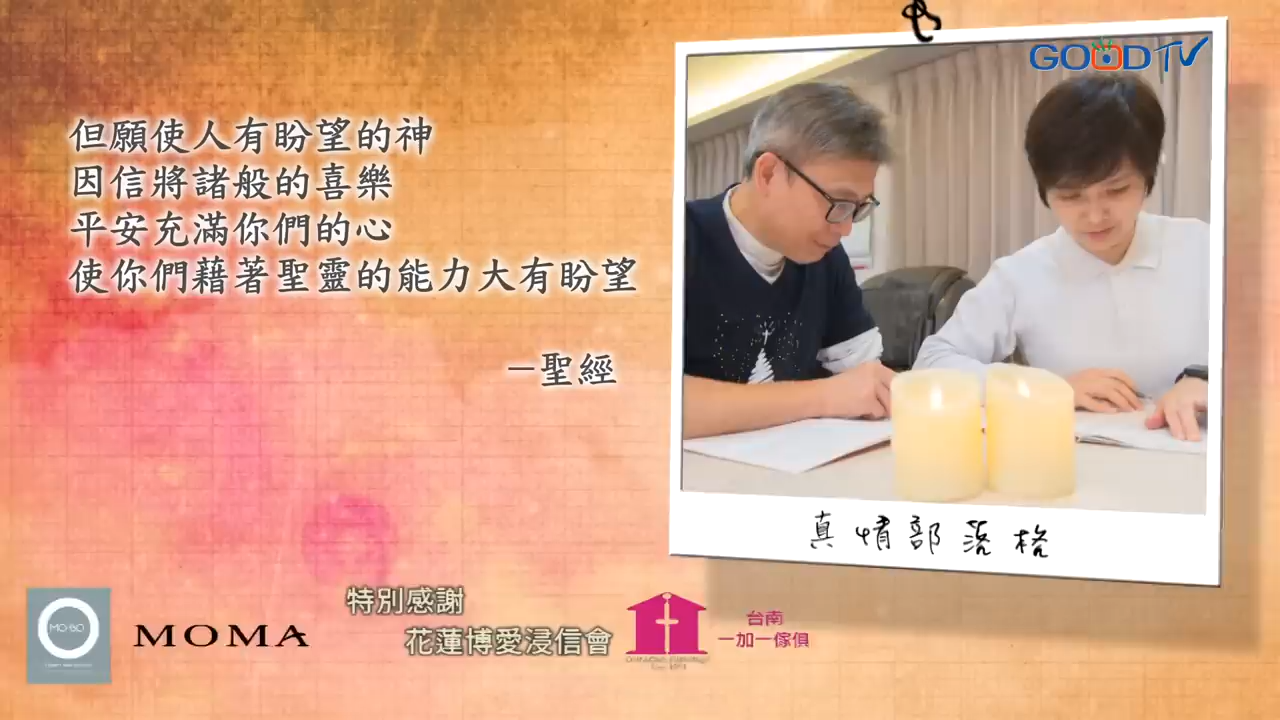 但願使人有盼望的神
因信將諸般的喜樂
平安充滿你們的心
使你們藉著聖靈的能力大有盼望
—聖經
GOODTV
真情部落格
MO-BO
MOMA
特別感謝
花蓮博愛浸信會
台南
一加一傢俱